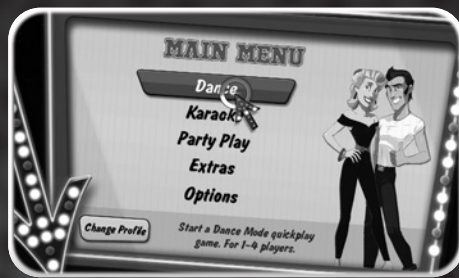 MAIN MENU
Dance
Karaoke
Party Play
Extras
Options
Change Profile
Start a Dance Mode quickplay
game. For 1-4 players.